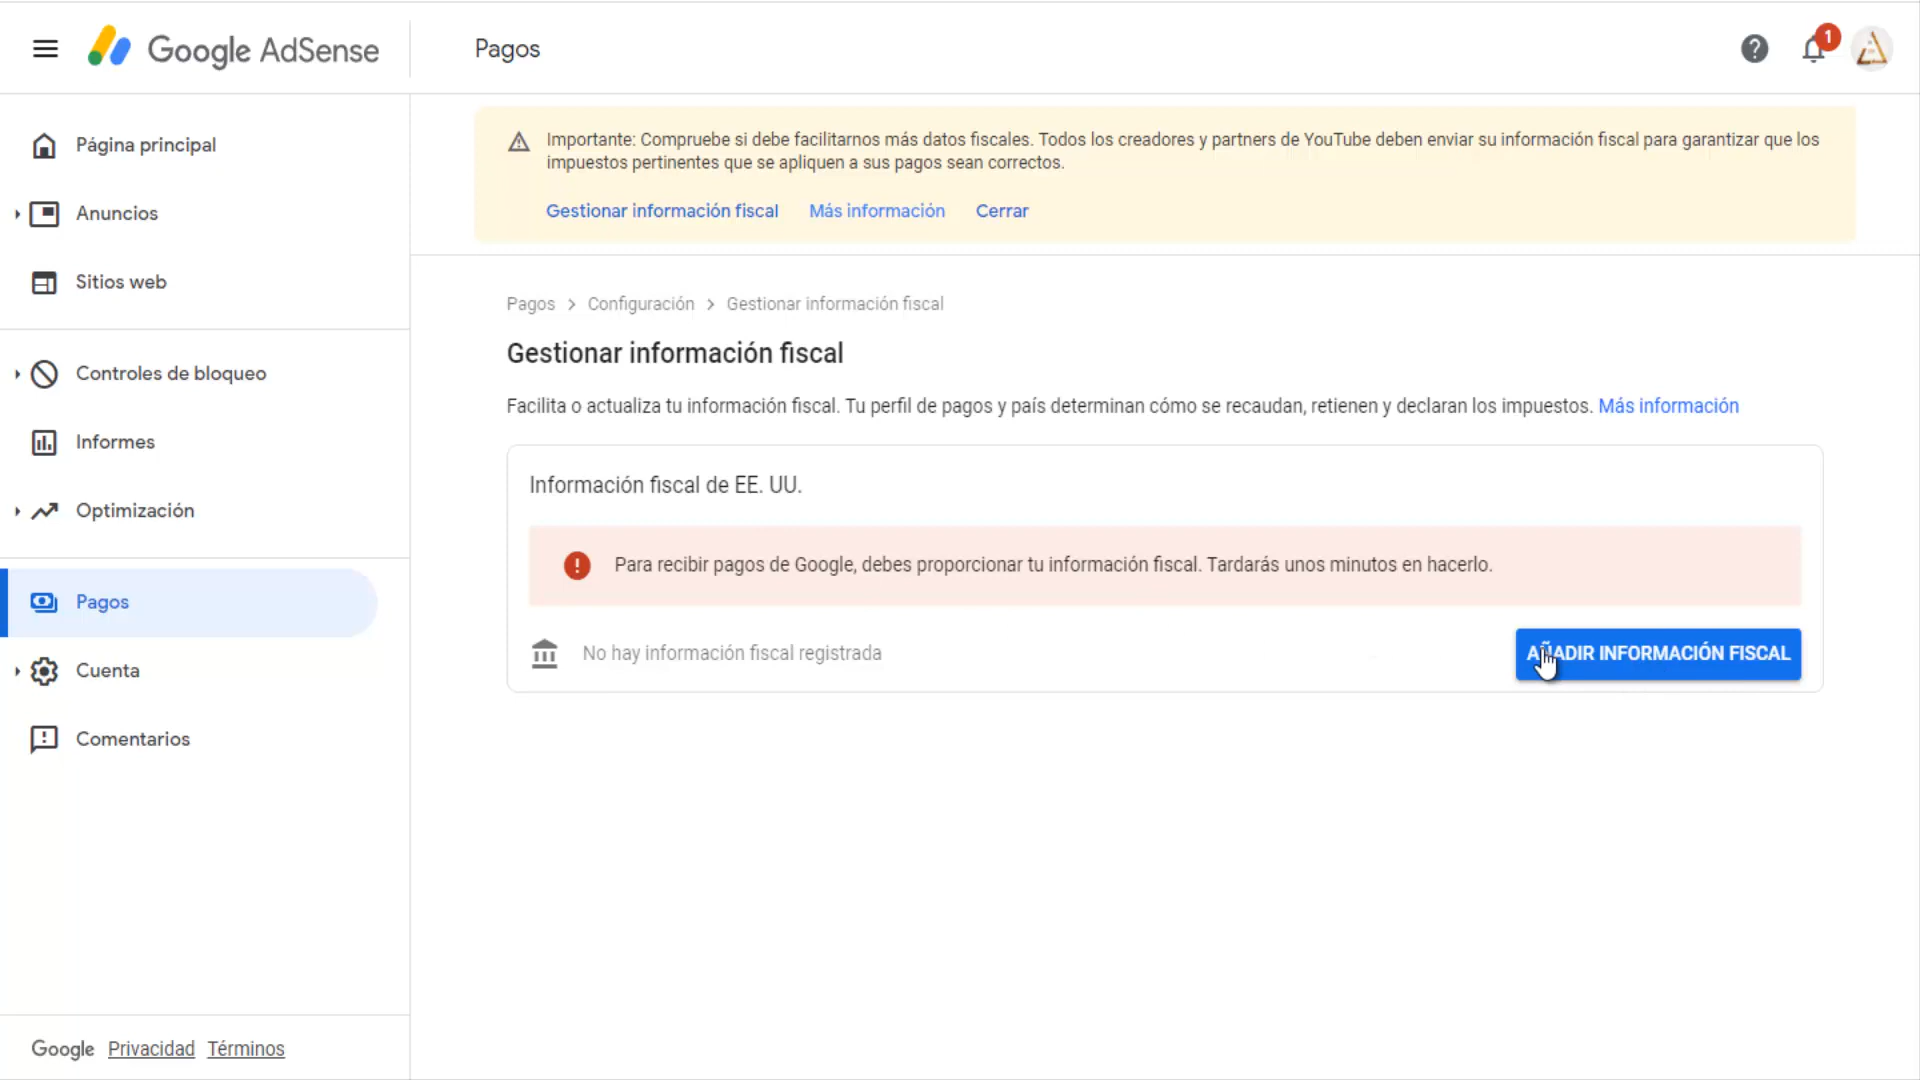 Google AdSense
Pagos
1
Página principal
Anuncios
Sitios web
Controles de bloqueo
Informes
Optimización
Pagos
Cuenta
Comentarios
Google Privacidad Términos
Importante: Compruebe si debe facilitarnos más datos fiscales. Todos los creadores y partners de YouTube deben enviar su información fiscal para garantizar que los
impuestos pertinentes que se apliquen a sus pagos sean correctos.
Gestionar información fiscal Más información Cerrar
Pagos > Configuración > Gestionar información fiscal
Gestionar información fiscal
Facilita o actualiza tu información fiscal. Tu perfil de pagos y país determinan cómo se recaudan, retienen y declaran los impuestos. Más información
Información fiscal de EE. UU.
Para recibir pagos de Google, debes proporcionar tu información fiscal. Tardarás unos minutos en hacerlo.
No hay información fiscal registrada
AÑADIR INFORMACIÓN FISCAL